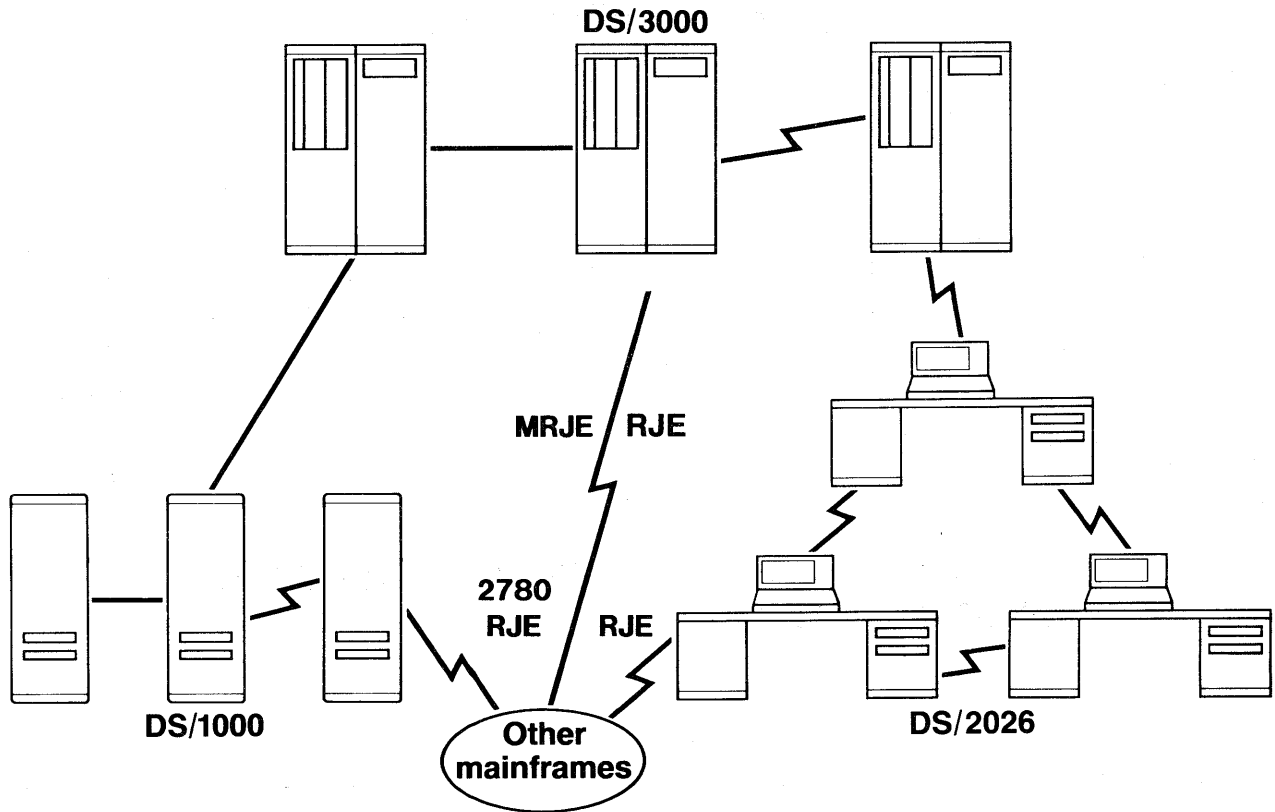 DS/3000
MRJE RJE
2780
RJE
RJE
DS/1000
DS/2026
Other
mainframes